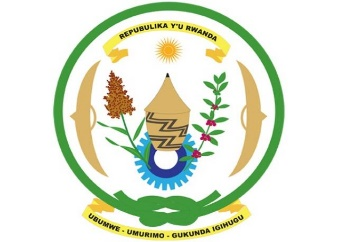 REPUBULIKA Y'U RWANDA
UBUMWE - UMURIMO - GUKUNDA IGIHUGU